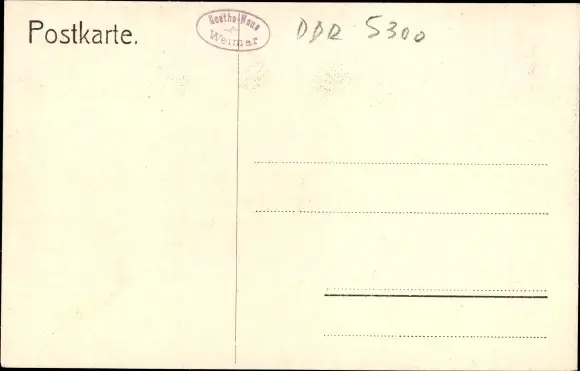 Postkarte.
Goethe-Haus
Weimar
DDR 5300